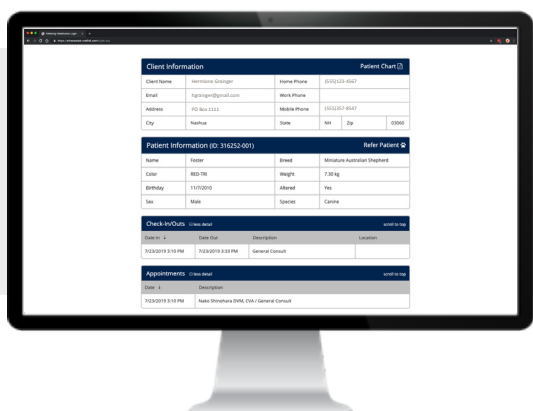 Client Information Patient Chart
Client Name Hermione Grainger Home Phone (555)123-4567
Email hgrainger@gmail.com Work Phone
Address PO Box 1111 Mobile Phone (555)357-8547
City Nashua State NH Zip 03060
Patient Information (ID: 316252-001) Refer Patient
Name Foster Breed Miniature Australian Shepherd
Color RED-TRI Weight 7.30 kg
Birthday 11/7/2010 Altered Yes
Sex Male Species Canine
Check-In/Outs less detail scroll to top
Date In ↓ Date Out Description Location
7/23/2019 3:10 PM 7/23/2019 3:33 PM General Consult
Appointments less detail scroll to top
Date ↓ Description
7/23/2019 3:10 PM Nako Shinohara DVM, CVA / General Consult